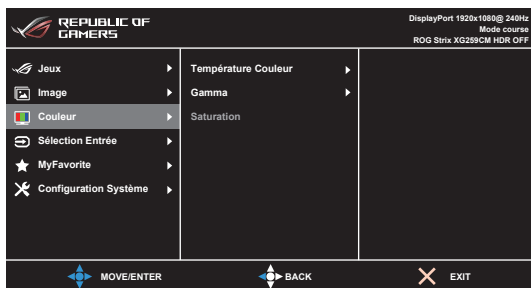 REPUBLIC OF
GAMERS
DisplayPort 1920x1080@ 240Hz
Mode course
ROG Strix XG259CM HDR OFF
Jeux
Image
Couleur
Sélection Entrée
MyFavorite
Configuration Système
Température Couleur
Gamma
Saturation
MOVE/ENTER
BACK
EXIT